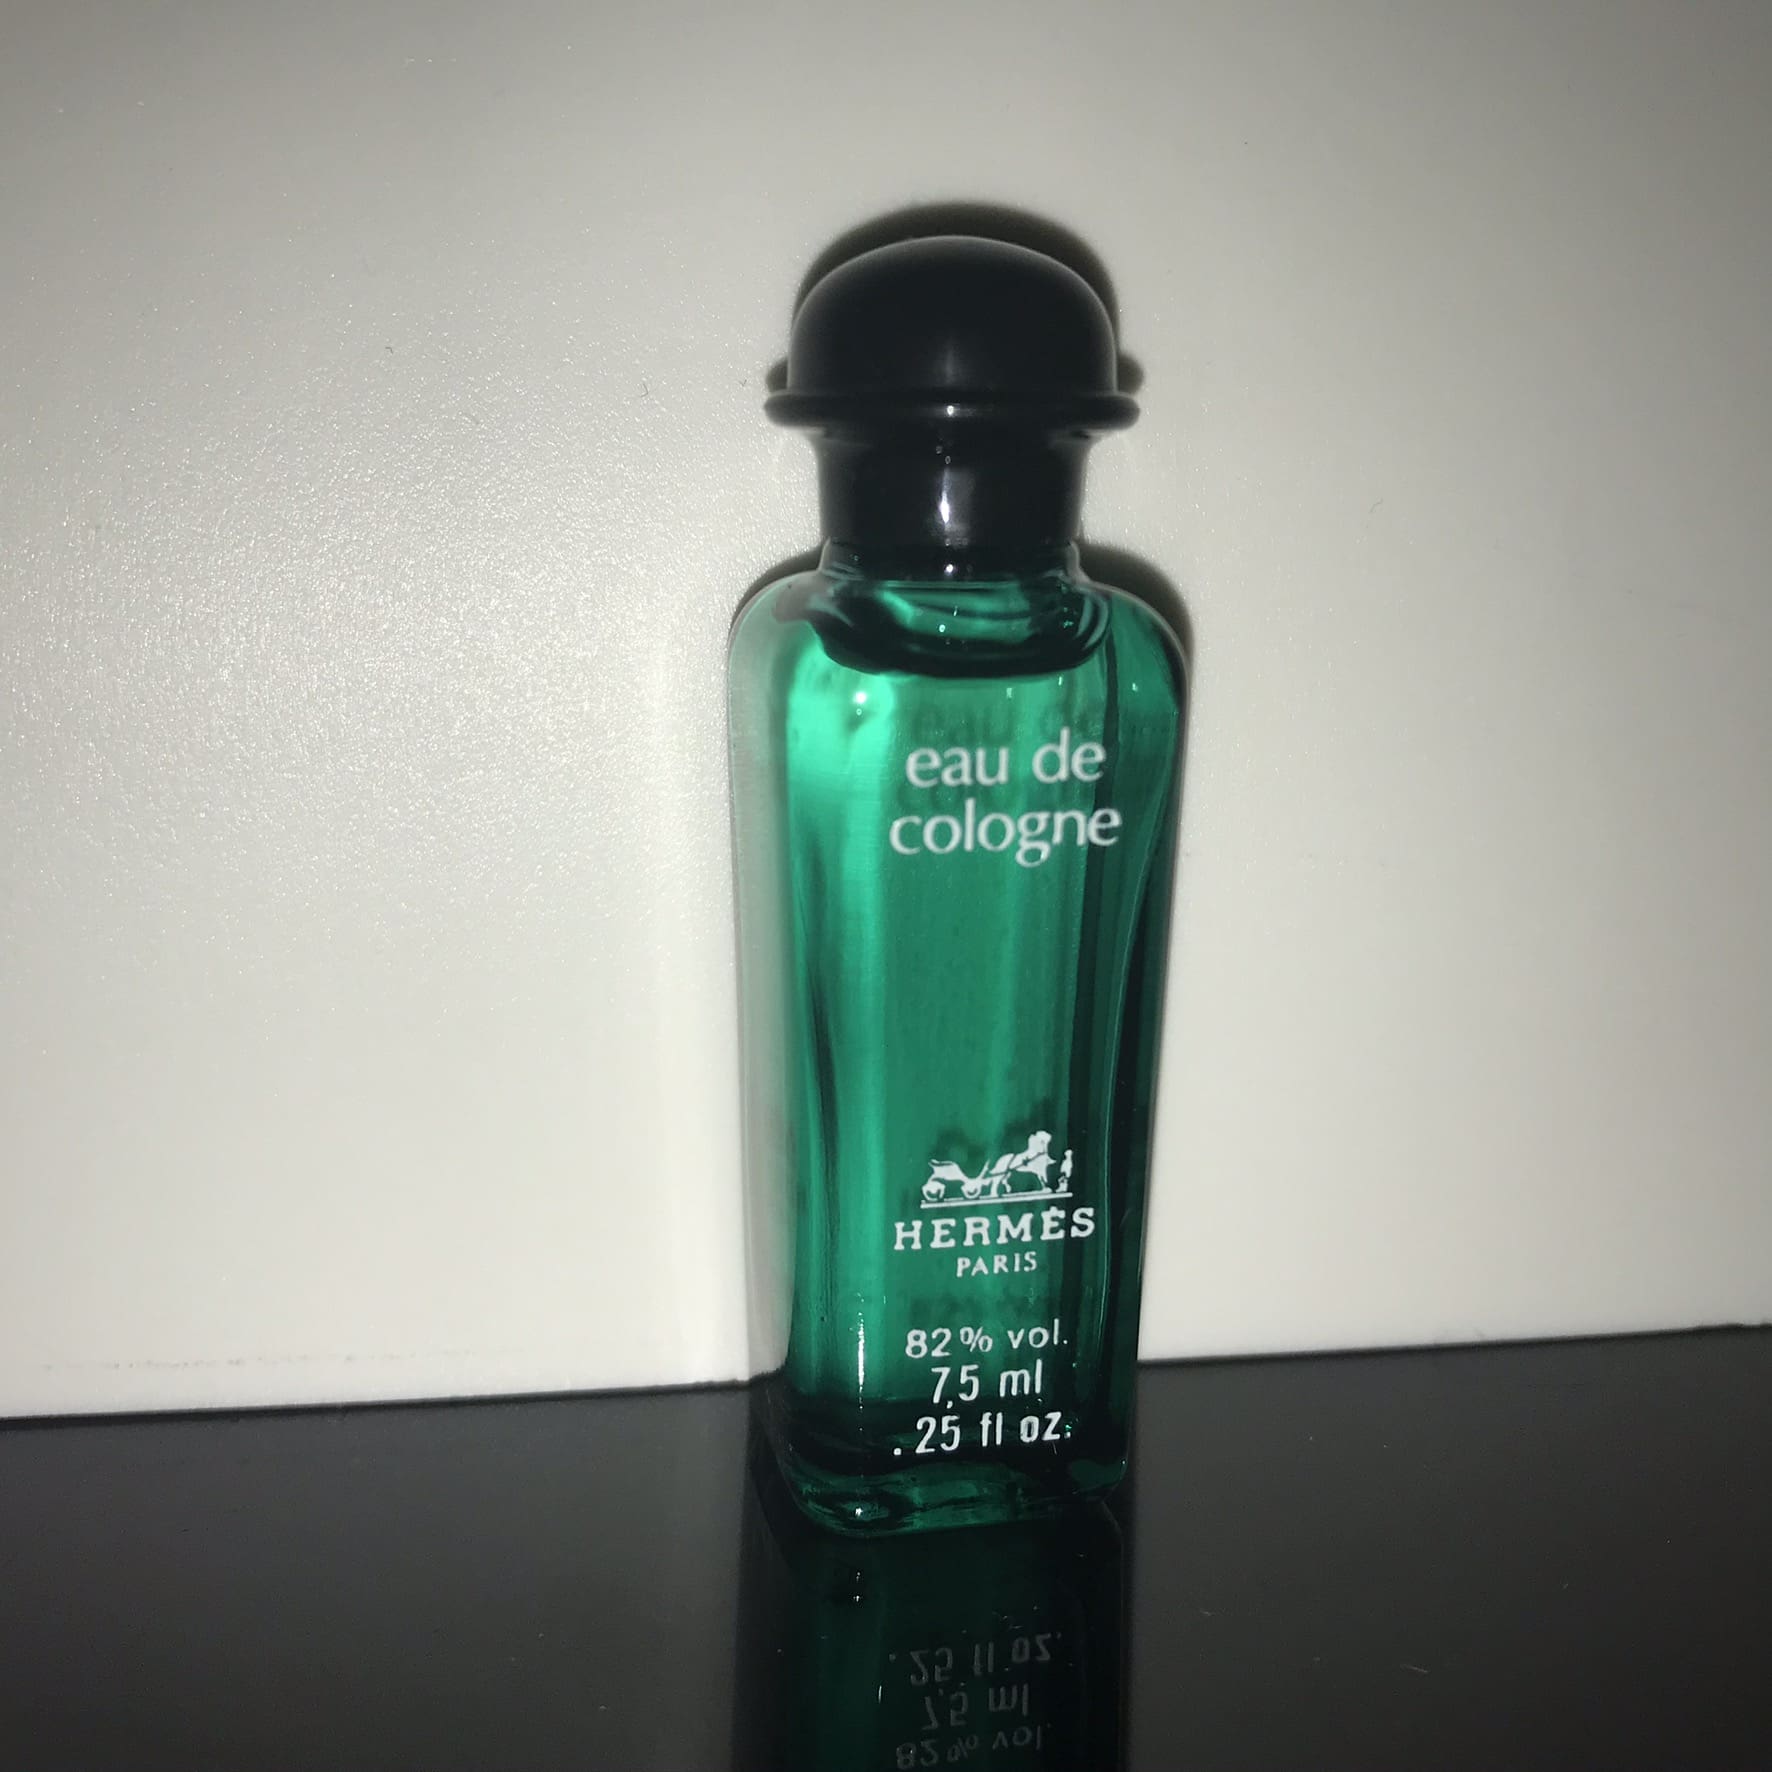 eau de
cologne
HERMÈS
PARIS
82% vol.
7,5 ml
.25 fl oz.